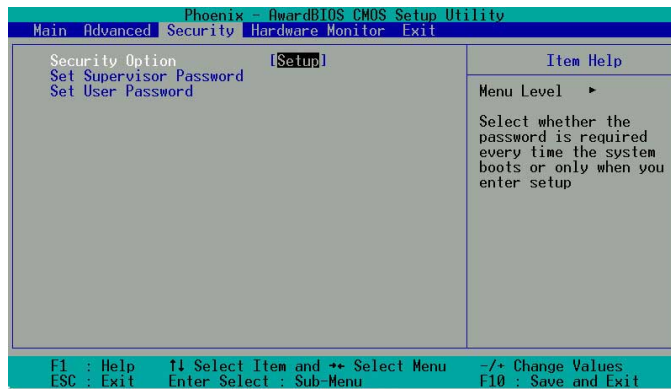 Phoenix - AwardBIOS CMOS Setup Utility
Main Advanced Security Hardware Monitor Exit
Security Option [Setup]
Set Supervisor Password
Set User Password
Item Help
Menu Level ►
Select whether the
password is required
every time the system
boots or only when you
enter setup
F1 : Help ↑↓ Select Item and →← Select Menu -/+ Change Values
ESC : Exit Enter Select : Sub-Menu F10 : Save and Exit